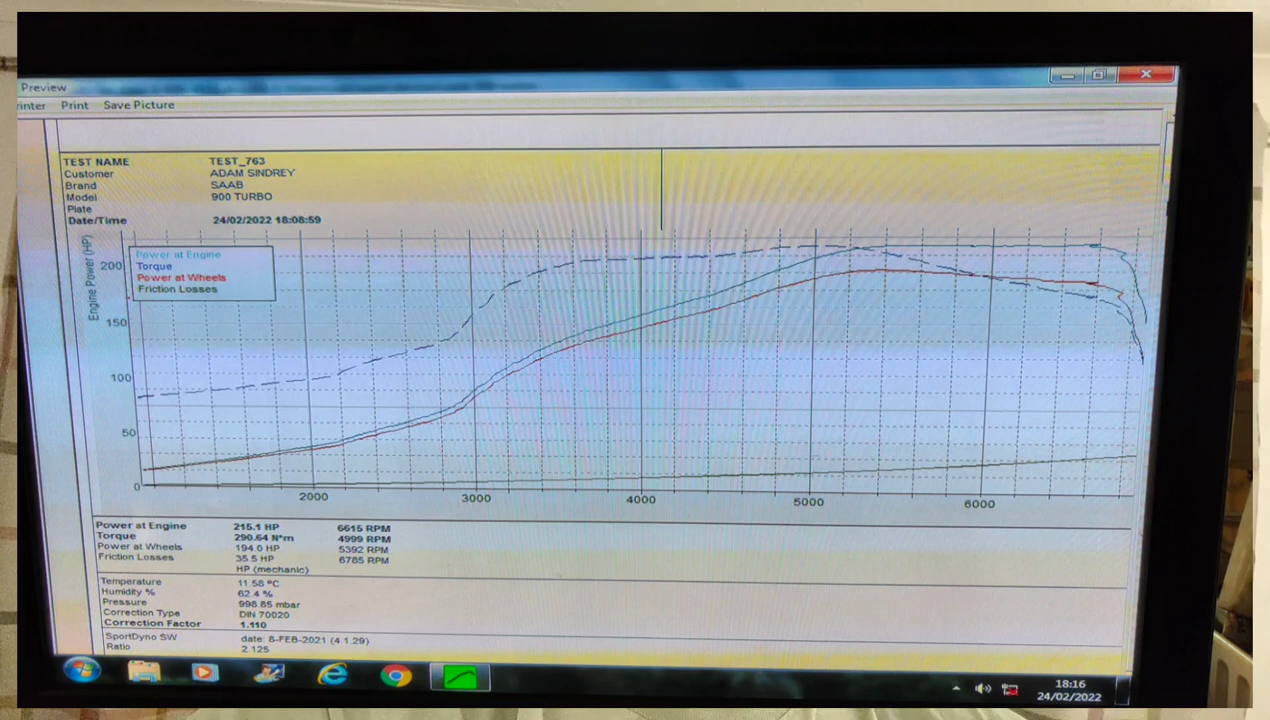 Preview
rinter Print Save Picture
TEST NAME TEST_763
Customer ADAM SINDREY
Brand SAAB
Model 900 TURBO
Plate
Date/Time 24/02/2022 18:08:59
Engine Power (HP)
Power at Engine
Torque
Power at Wheels
Friction Losses
200
150
100
50
0
2000 3000 4000 5000 6000
Power at Engine 215.1 HP 6615 RPM
Torque 290.64 N*m 4999 RPM
Power at Wheels 194.0 HP 5392 RPM
Friction Losses 35.5 HP 6785 RPM
HP (mechanic)
Temperature 11.58 ºC
Humidity % 62.4 %
Pressure 998.85 mbar
Correction Type DIN 70020
Correction Factor 1.110
SportDyno SW date: 8-FEB-2021 (4.1.29)
Ratio 2.125
18:16
24/02/2022